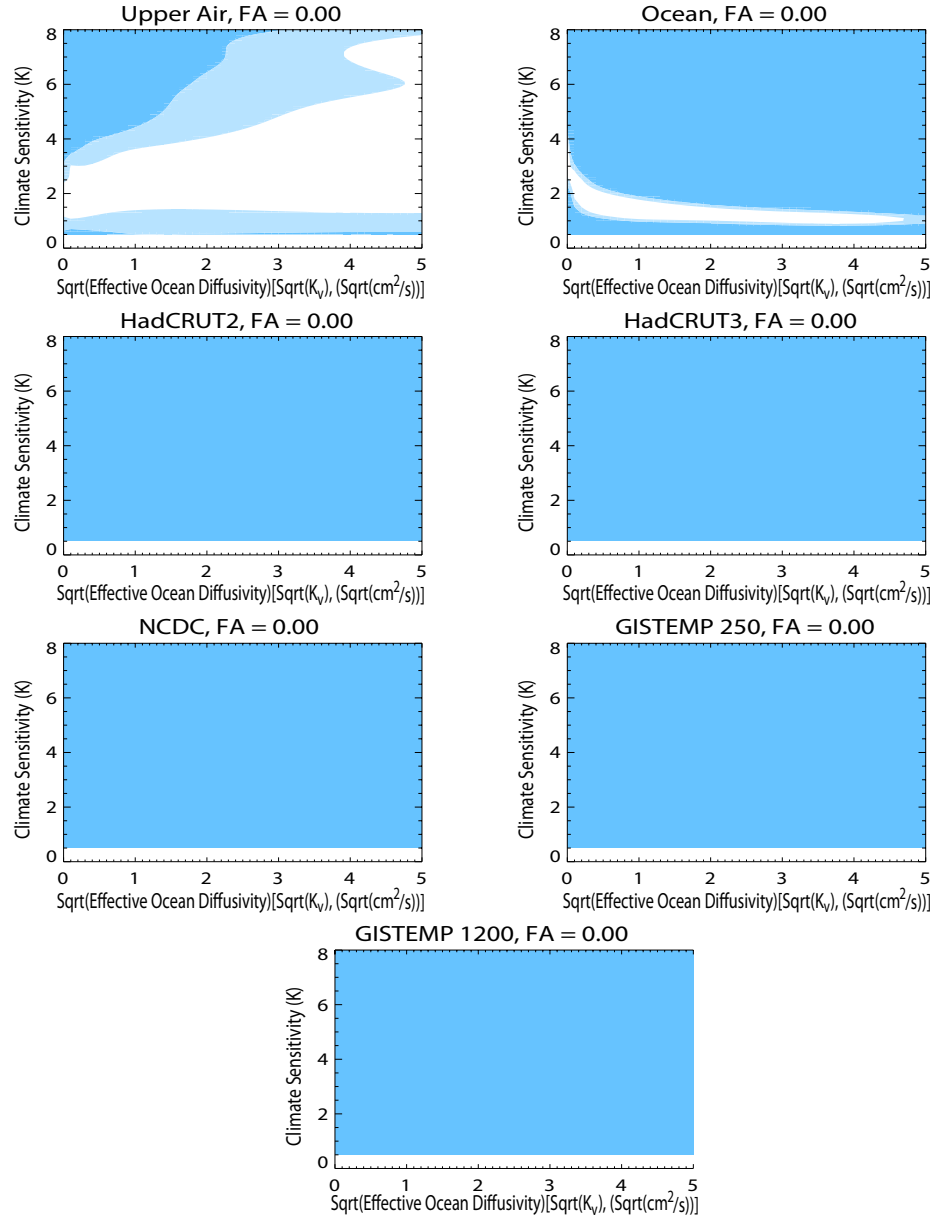 Upper Air, FA = 0.00
Climate Sensitivity (K)
8
6
4
2
0
0 1 2 3 4 5
Sqrt(Effective Ocean Diffusivity)[Sqrt(Kᵥ), (Sqrt(cm²/s))]
Ocean, FA = 0.00
Climate Sensitivity (K)
8
6
4
2
0
0 1 2 3 4 5
Sqrt(Effective Ocean Diffusivity)[Sqrt(Kᵥ), (Sqrt(cm²/s))]
HadCRUT2, FA = 0.00
Climate Sensitivity (K)
8
6
4
2
0
0 1 2 3 4 5
Sqrt(Effective Ocean Diffusivity)[Sqrt(Kᵥ), (Sqrt(cm²/s))]
HadCRUT3, FA = 0.00
Climate Sensitivity (K)
8
6
4
2
0
0 1 2 3 4 5
Sqrt(Effective Ocean Diffusivity)[Sqrt(Kᵥ), (Sqrt(cm²/s))]
NCDC, FA = 0.00
Climate Sensitivity (K)
8
6
4
2
0
0 1 2 3 4 5
Sqrt(Effective Ocean Diffusivity)[Sqrt(Kᵥ), (Sqrt(cm²/s))]
GISTEMP 250, FA = 0.00
Climate Sensitivity (K)
8
6
4
2
0
0 1 2 3 4 5
Sqrt(Effective Ocean Diffusivity)[Sqrt(Kᵥ), (Sqrt(cm²/s))]
GISTEMP 1200, FA = 0.00
Climate Sensitivity (K)
8
6
4
2
0
0 1 2 3 4 5
Sqrt(Effective Ocean Diffusivity)[Sqrt(Kᵥ), (Sqrt(cm²/s))]